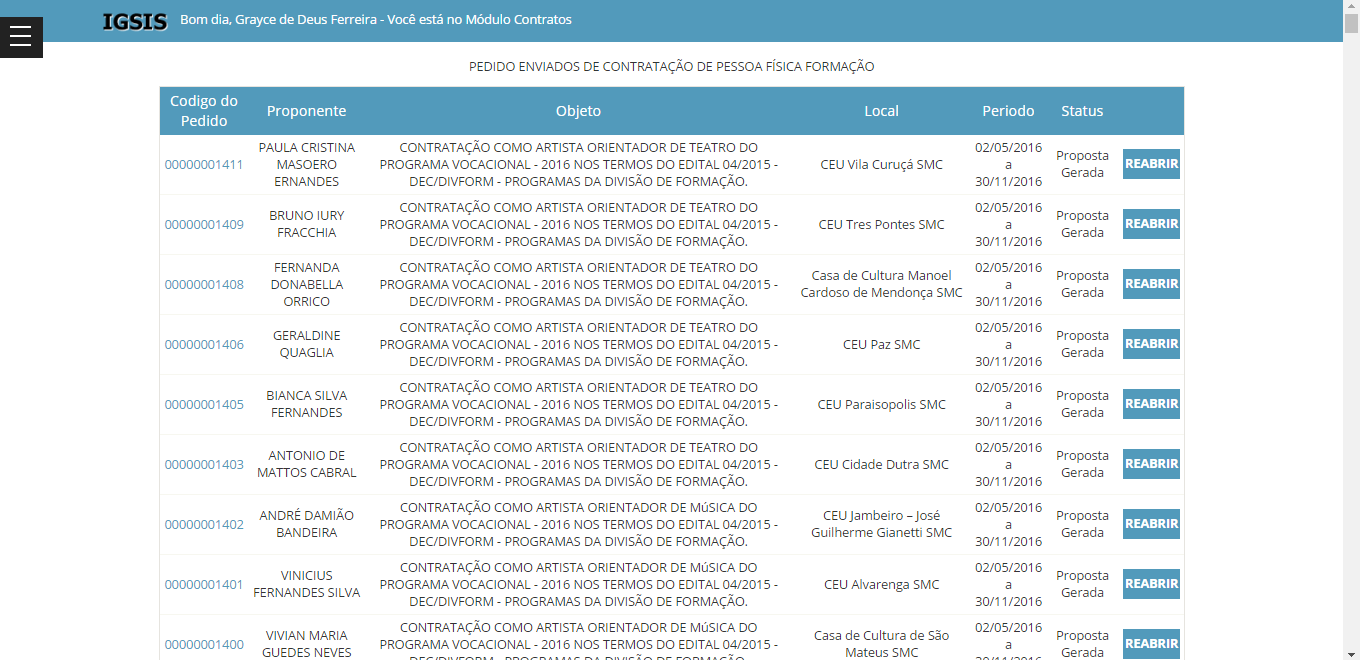 IGSIS
Bom dia, Grayce de Deus Ferreira - Você está no Módulo Contratos
PEDIDO ENVIADOS DE CONTRATAÇÃO DE PESSOA FÍSICA FORMAÇÃO
Codigo do
Pedido
Proponente
Objeto
Local
Periodo
Status
00000001411
PAULA CRISTINA
MASOERO
ERNANDES
CONTRATAÇÃO COMO ARTISTA ORIENTADOR DE TEATRO DO
PROGRAMA VOCACIONAL - 2016 NOS TERMOS DO EDITAL 04/2015 -
DEC/DIVFORM - PROGRAMAS DA DIVISÃO DE FORMAÇÃO.
CEU Vila Curuçá SMC
02/05/2016
a
30/11/2016
Proposta
Gerada
REABRIR
00000001409
BRUNO IURY
FRACCHIA
CONTRATAÇÃO COMO ARTISTA ORIENTADOR DE TEATRO DO
PROGRAMA VOCACIONAL - 2016 NOS TERMOS DO EDITAL 04/2015 -
DEC/DIVFORM - PROGRAMAS DA DIVISÃO DE FORMAÇÃO.
CEU Tres Pontes SMC
02/05/2016
a
30/11/2016
Proposta
Gerada
REABRIR
00000001408
FERNANDA
DONABELLA
ORRICO
CONTRATAÇÃO COMO ARTISTA ORIENTADOR DE TEATRO DO
PROGRAMA VOCACIONAL - 2016 NOS TERMOS DO EDITAL 04/2015 -
DEC/DIVFORM - PROGRAMAS DA DIVISÃO DE FORMAÇÃO.
Casa de Cultura Manoel
Cardoso de Mendonça SMC
02/05/2016
a
30/11/2016
Proposta
Gerada
REABRIR
00000001406
GERALDINE
QUAGLIA
CONTRATAÇÃO COMO ARTISTA ORIENTADOR DE TEATRO DO
PROGRAMA VOCACIONAL - 2016 NOS TERMOS DO EDITAL 04/2015 -
DEC/DIVFORM - PROGRAMAS DA DIVISÃO DE FORMAÇÃO.
CEU Paz SMC
02/05/2016
a
30/11/2016
Proposta
Gerada
REABRIR
00000001405
BIANCA SILVA
FERNANDES
CONTRATAÇÃO COMO ARTISTA ORIENTADOR DE TEATRO DO
PROGRAMA VOCACIONAL - 2016 NOS TERMOS DO EDITAL 04/2015 -
DEC/DIVFORM - PROGRAMAS DA DIVISÃO DE FORMAÇÃO.
CEU Paraisopolis SMC
02/05/2016
a
30/11/2016
Proposta
Gerada
REABRIR
00000001403
ANTONIO DE
MATTOS CABRAL
CONTRATAÇÃO COMO ARTISTA ORIENTADOR DE TEATRO DO
PROGRAMA VOCACIONAL - 2016 NOS TERMOS DO EDITAL 04/2015 -
DEC/DIVFORM - PROGRAMAS DA DIVISÃO DE FORMAÇÃO.
CEU Cidade Dutra SMC
02/05/2016
a
30/11/2016
Proposta
Gerada
REABRIR
00000001402
ANDRÉ DAMIÃO
BANDEIRA
CONTRATAÇÃO COMO ARTISTA ORIENTADOR DE MúSICA DO
PROGRAMA VOCACIONAL - 2016 NOS TERMOS DO EDITAL 04/2015 -
DEC/DIVFORM - PROGRAMAS DA DIVISÃO DE FORMAÇÃO.
CEU Jambeiro – José
Guilherme Gianetti SMC
02/05/2016
a
30/11/2016
Proposta
Gerada
REABRIR
00000001401
VINICIUS
FERNANDES SILVA
CONTRATAÇÃO COMO ARTISTA ORIENTADOR DE MúSICA DO
PROGRAMA VOCACIONAL - 2016 NOS TERMOS DO EDITAL 04/2015 -
DEC/DIVFORM - PROGRAMAS DA DIVISÃO DE FORMAÇÃO.
CEU Alvarenga SMC
02/05/2016
a
30/11/2016
Proposta
Gerada
REABRIR
00000001400
VIVIAN MARIA
GUEDES NEVES
CONTRATAÇÃO COMO ARTISTA ORIENTADOR DE MúSICA DO
PROGRAMA VOCACIONAL - 2016 NOS TERMOS DO EDITAL 04/2015 -
DEC/DIVFORM - PROGRAMAS DA DIVISÃO DE FORMAÇÃO.
Casa de Cultura de São
Mateus SMC
02/05/2016
a
30/11/2016
Proposta
Gerada
REABRIR